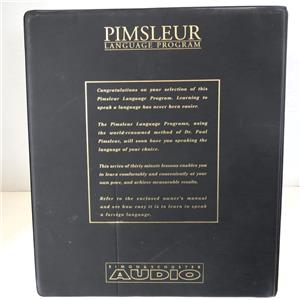 PIMSLEUR
LANGUAGE PROGRAM
Congratulations on your selection of this
Pimsleur Language Program. Learning to
speak a language has never been easier.
The Pimsleur Language Programs, using
the world-renowned method of Dr. Paul
Pimsleur, will soon have you speaking the
language of your choice.
This series of thirty minute lessons enables you
to learn comfortably and conveniently at your
own pace, and achieve measurable results.
Refer to the enclosed owner's manual
and see how easy it is to learn to speak
a foreign language.
SIMON & SCHUSTER
AUDIO